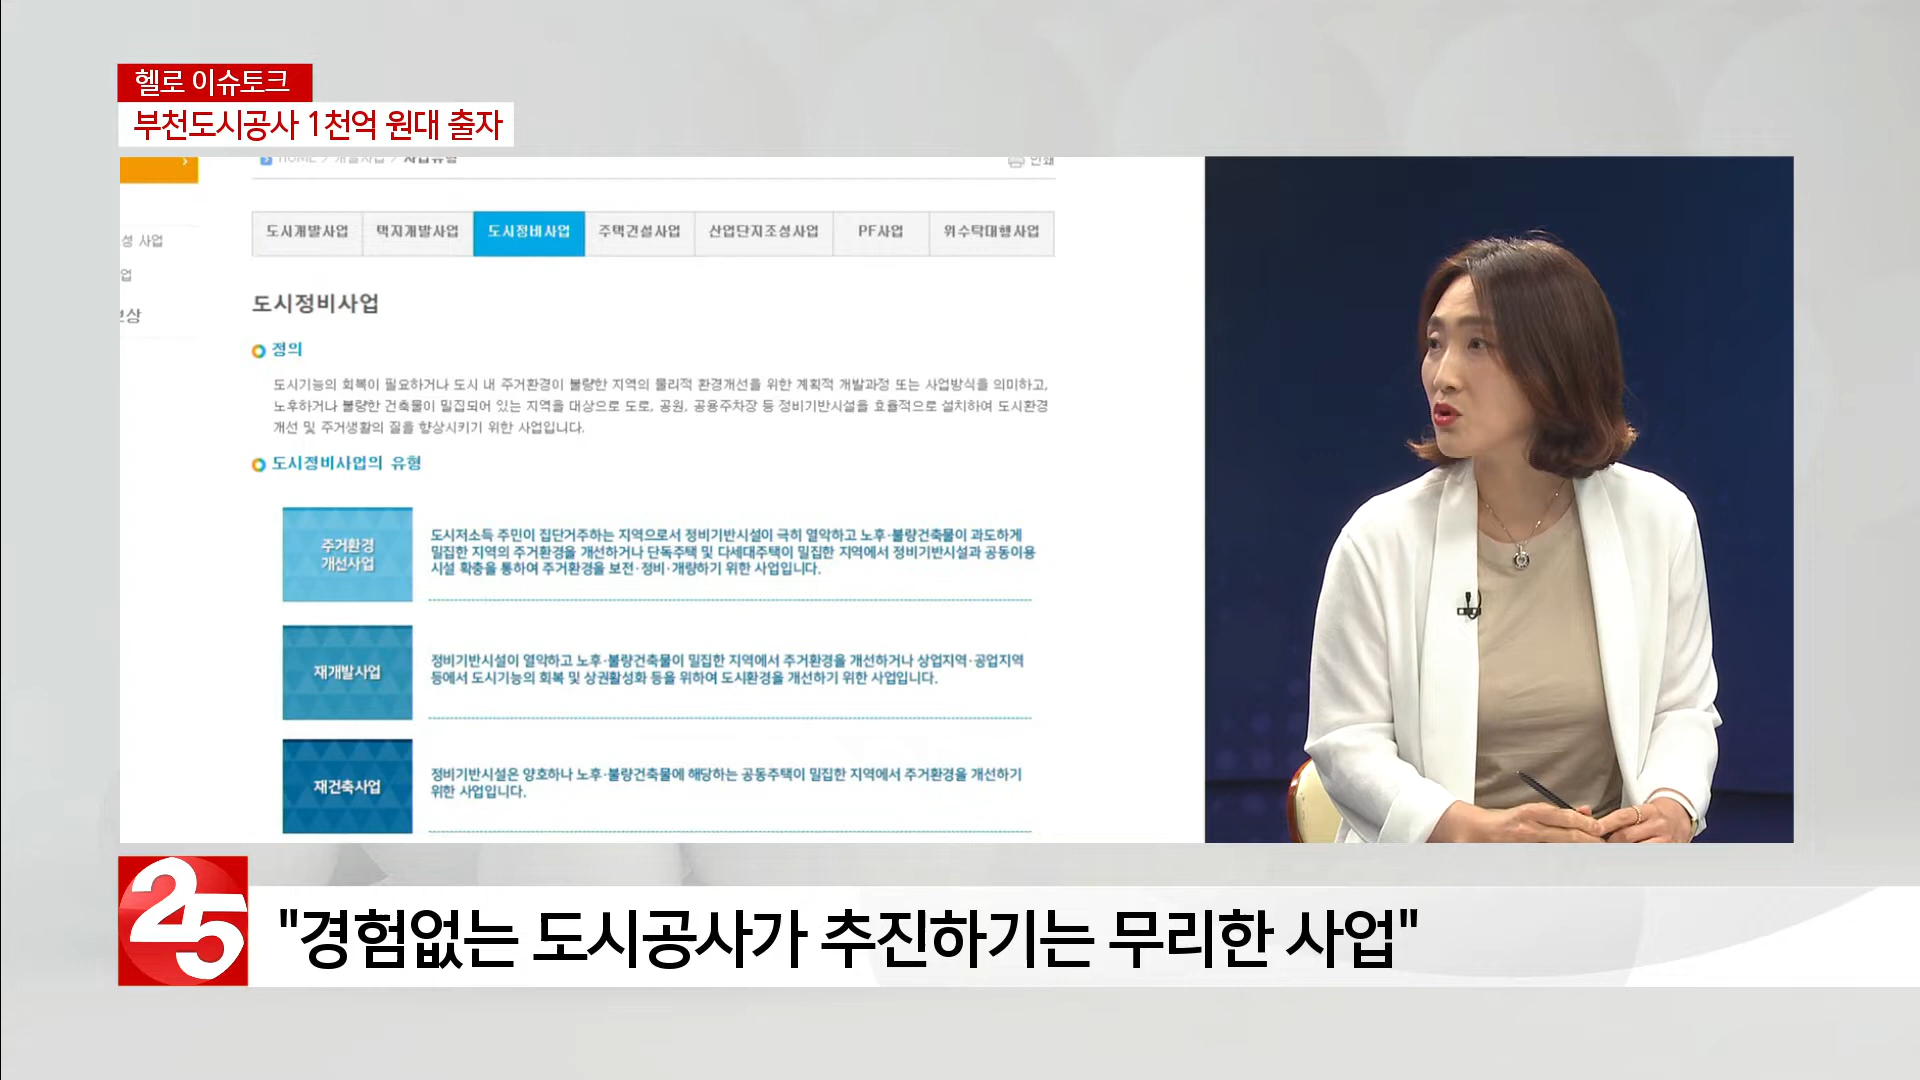 헬로 이슈토크
부천도시공사 1천억 원대 출자
HOME > 개발사업 > 사업유형
인쇄
성 사업
업
보상
도시개발사업 택지개발사업 도시정비사업 주택건설사업 산업단지조성사업 PF사업 위수탁대행사업
도시정비사업
정의
도시기능의 회복이 필요하거나 도시 내 주거환경이 불량한 지역의 물리적 환경개선을 위한 계획적 개발과정 또는 사업방식을 의미하고,
노후하거나 불량한 건축물이 밀집되어 있는 지역을 대상으로 도로, 공원, 공용주차장 등 정비기반시설을 효율적으로 설치하여 도시환경
개선 및 주거생활의 질을 향상시키기 위한 사업입니다.
도시정비사업의 유형
주거환경
개선사업
도시저소득 주민이 집단거주하는 지역으로서 정비기반시설이 극히 열악하고 노후·불량건축물이 과도하게
밀집한 지역의 주거환경을 개선하거나 단독주택 및 다세대주택이 밀집한 지역에서 정비기반시설과 공동이용
시설 확충을 통하여 주거환경을 보전·정비·개량하기 위한 사업입니다.
재개발사업
정비기반시설이 열악하고 노후·불량건축물이 밀집한 지역에서 주거환경을 개선하거나 상업지역·공업지역
등에서 도시기능의 회복 및 상권활성화 등을 위하여 도시환경을 개선하기 위한 사업입니다.
재건축사업
정비기반시설은 양호하나 노후·불량건축물에 해당하는 공동주택이 밀집한 지역에서 주거환경을 개선하기
위한 사업입니다.
25
"경험없는 도시공사가 추진하기는 무리한 사업"